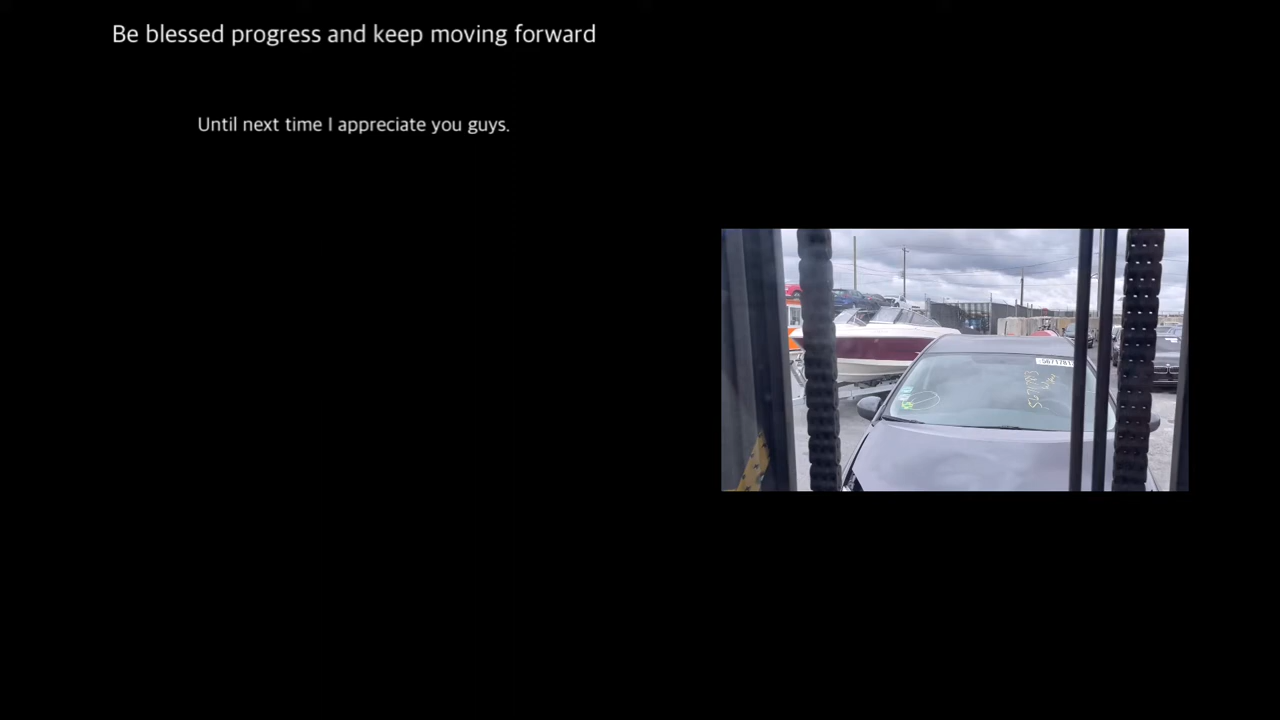 Be blessed progress and keep moving forward
Until next time I appreciate you guys.